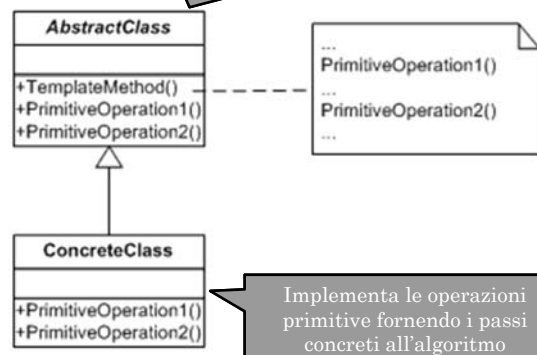 AbstractClass
+TemplateMethod()
+PrimitiveOperation1()
+PrimitiveOperation2()
...
PrimitiveOperation1()
...
PrimitiveOperation2()
...
ConcreteClass
+PrimitiveOperation1()
+PrimitiveOperation2()
Implementa le operazioni
primitive fornendo i passi
concreti all’algoritmo